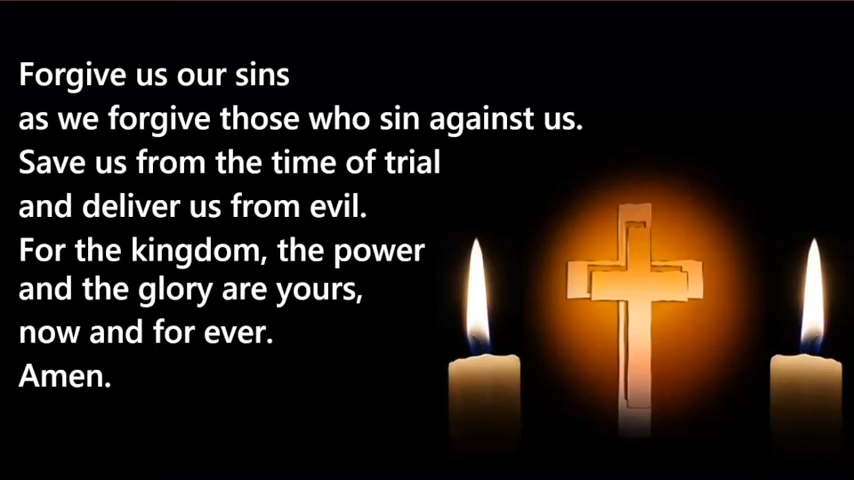 Forgive us our sins
as we forgive those who sin against us.
Save us from the time of trial
and deliver us from evil.
For the kingdom, the power
and the glory are yours,
now and for ever.
Amen.